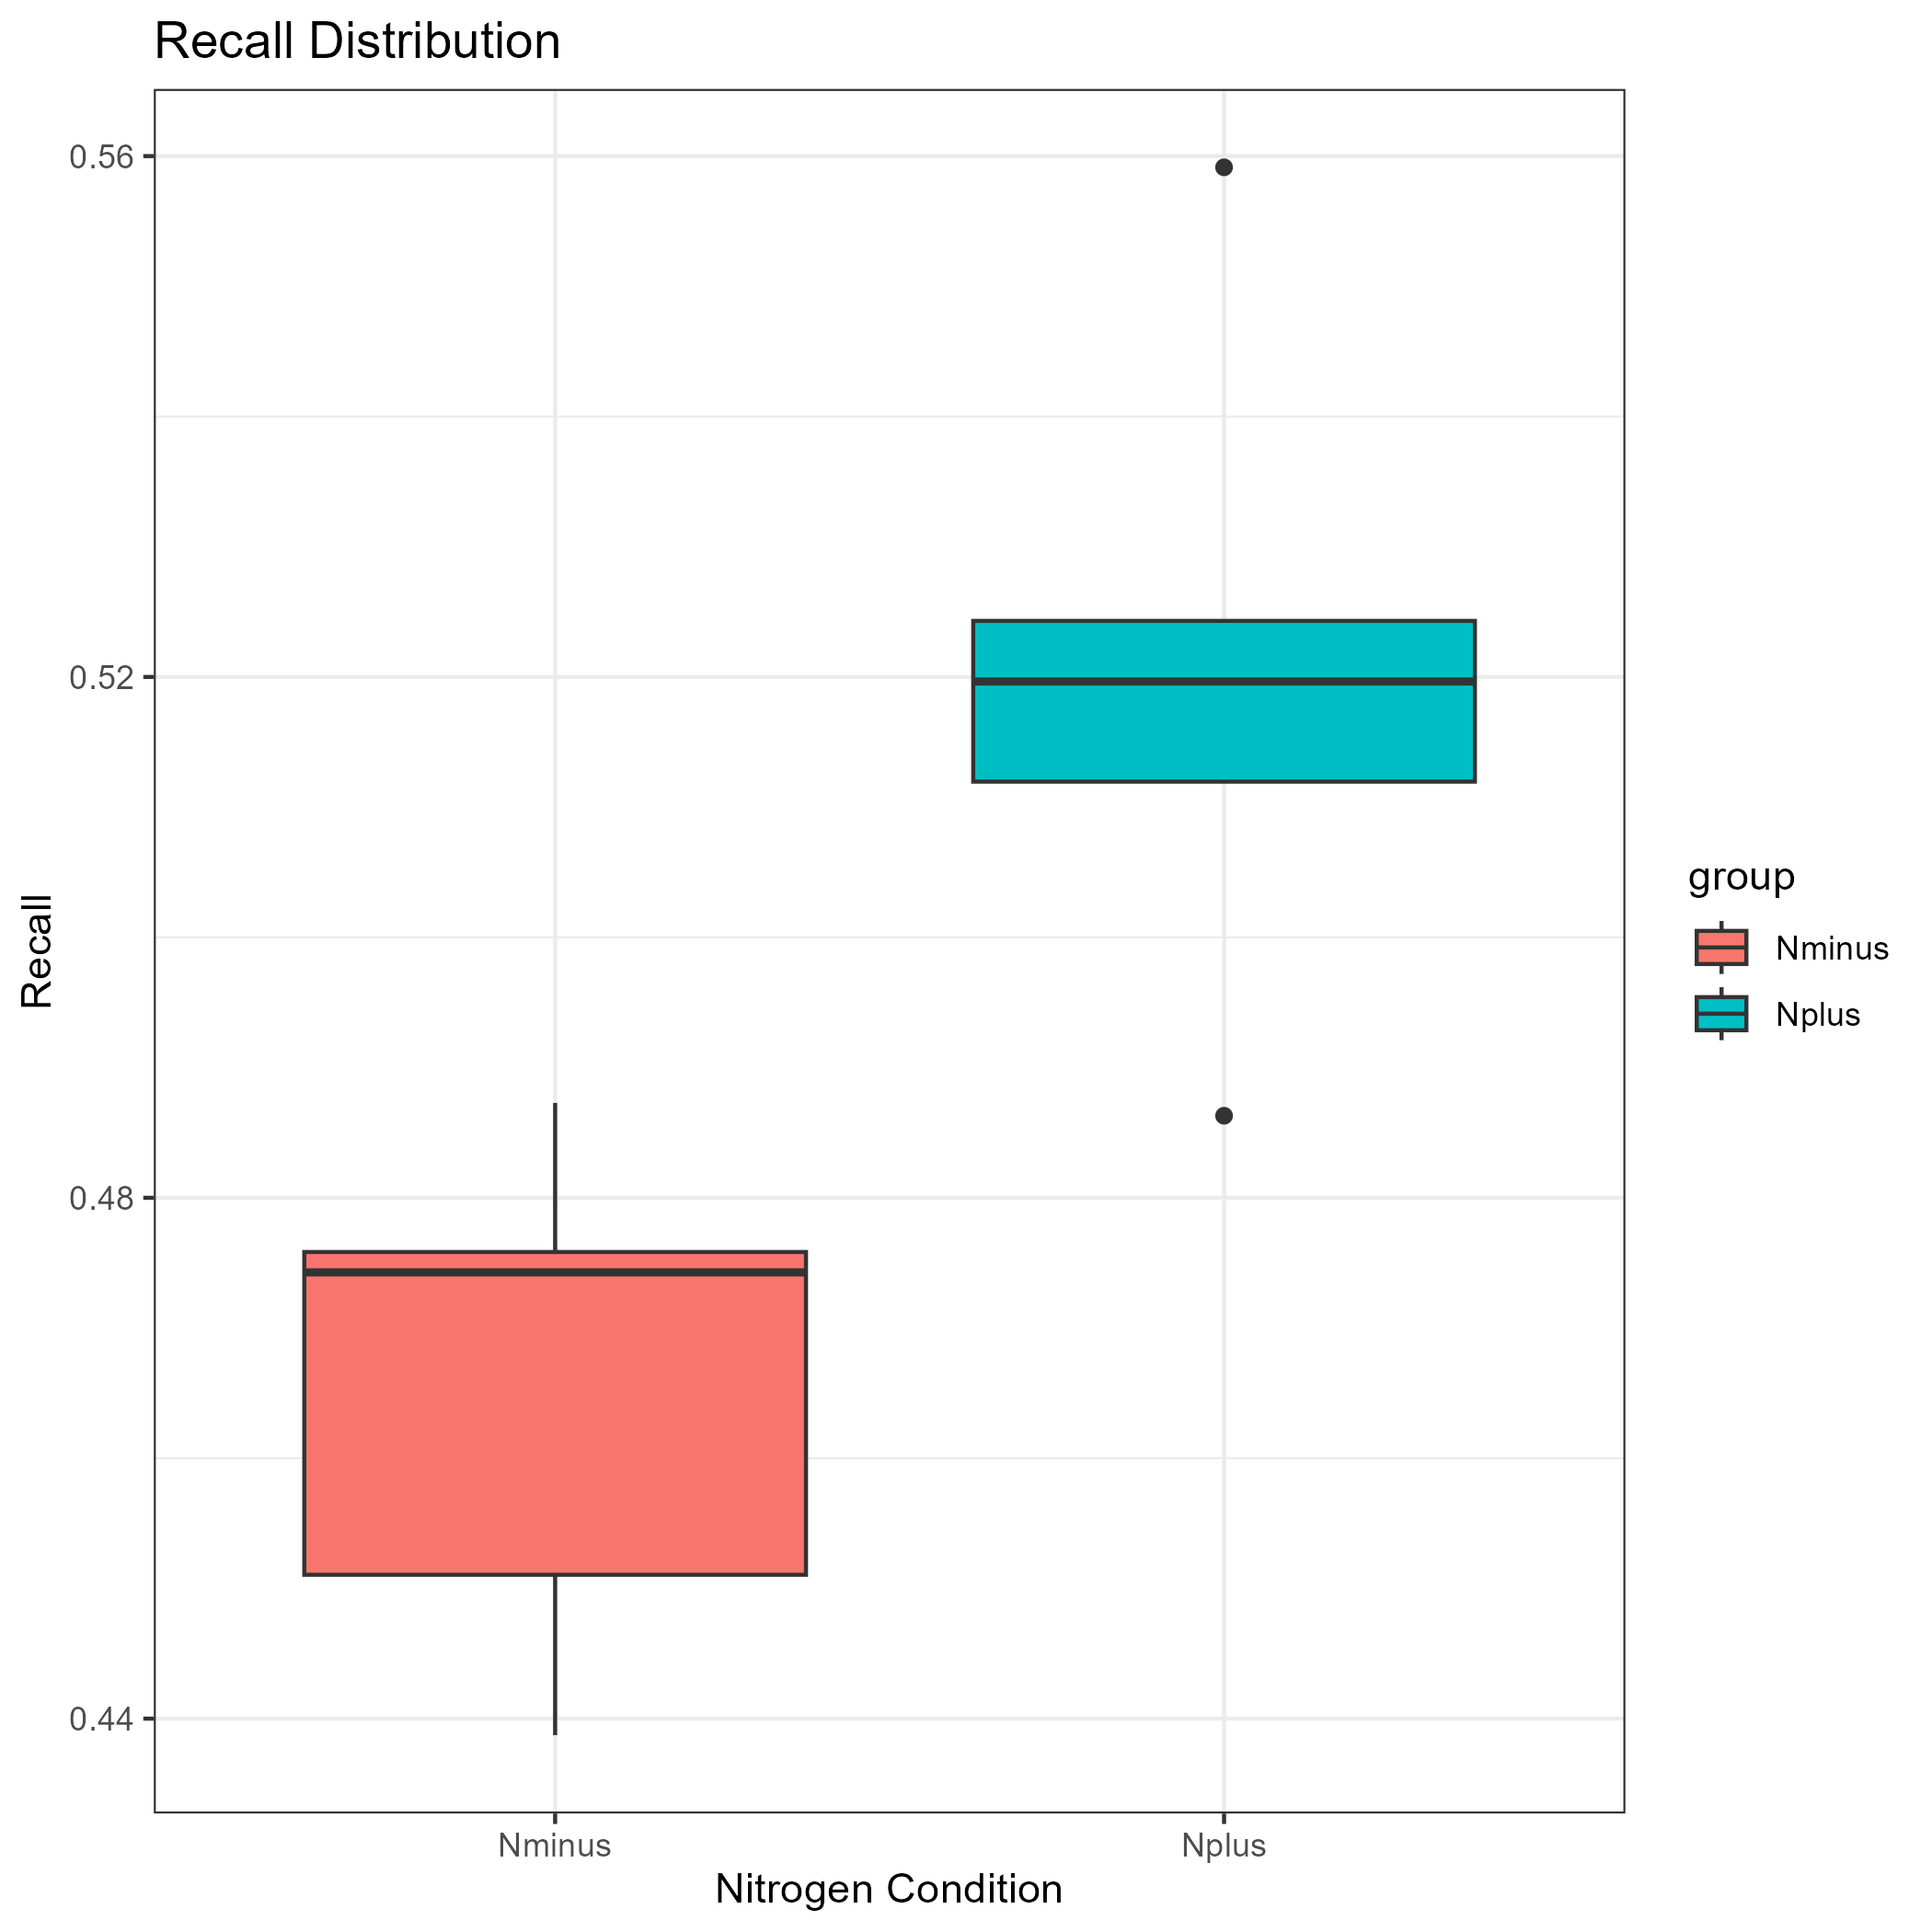 Recall Distribution
0.56
0.52
0.48
0.44
Recall
Nminus
Nplus
Nitrogen Condition
group
Nminus
Nplus